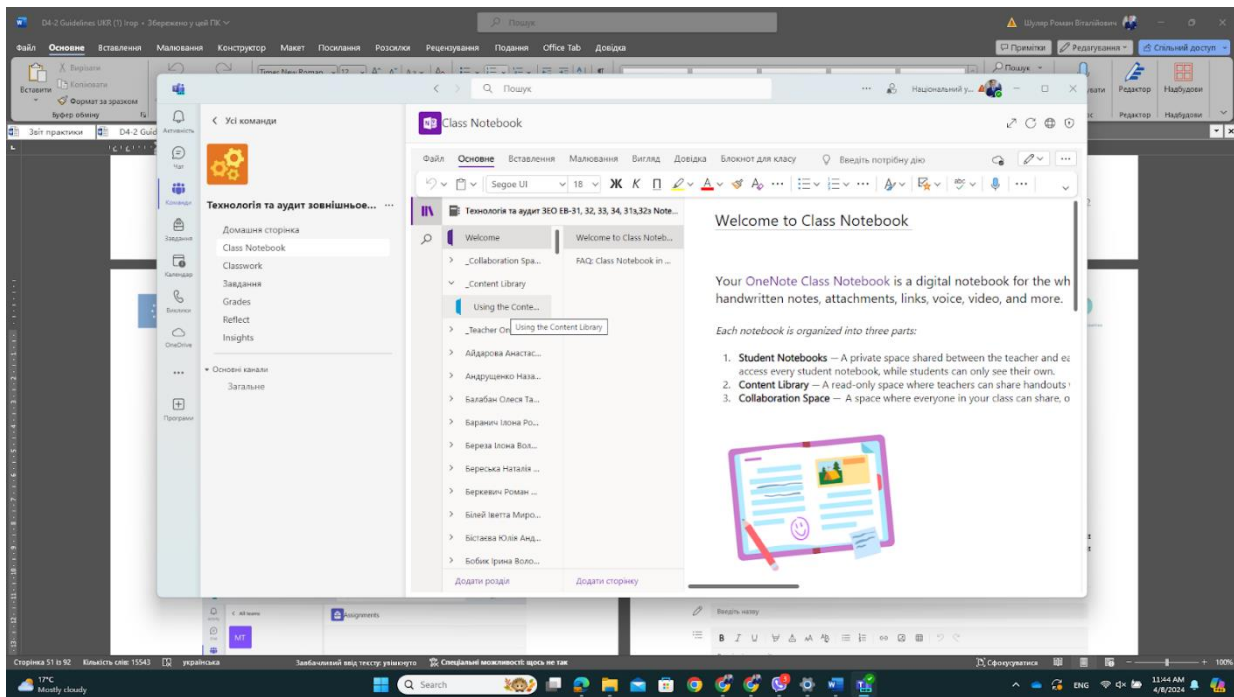 D4-2 Guidelines UKR (1) Ігор • Збережено у цей ПК
Пошук
Шуляр Роман Віталійович
Файл Основне Вставлення Малювання Конструктор Макет Посилання Розсилки Рецензування Подання Office Tab Довідка
Примітки Редагування Спільний доступ
Вставити
Вирізати
Копіювати
Формат за зразком
Буфер обміну
Times New Roman 12
Пошук
Редактор
Надбудови
Редактор Надбудови
Звіт практики D4-2 Guid
Пошук
Національний у...
Активність
Чат
Команди
Завдання
Календар
Виклики
OneDrive
Програми
Усі команди
Технологія та аудит зовнішньое...
Домашня сторінка
Class Notebook
Classwork
Завдання
Grades
Reflect
Insights
Основні канали
Загальне
Class Notebook
Файл Основне Вставлення Малювання Вигляд Довідка Блокнот для класу Введіть потрібну дію
Segoe UI 18 Ж К П
Технологія та аудит ЗЕО ЕВ-31, 32, 33, 34, 31з,32з Note...
Welcome
_Collaboration Spa...
_Content Library
Using the Conte...
Using the Content Library
_Teacher On
Айдарова Анастас...
Андрущенко Наза...
Балабан Олеся Та...
Баранич Ілона Ро...
Береза Ілона Вол...
Береська Наталія ...
Беркевич Роман ...
Білей Іветта Миро...
Бістаєва Юлія Анд...
Бобик Ірина Воло...
Додати розділ
Welcome to Class Noteb...
FAQ: Class Notebook in ...
Додати сторінку
Welcome to Class Notebook
Your OneNote Class Notebook is a digital notebook for the wh
handwritten notes, attachments, links, voice, video, and more.
Each notebook is organized into three parts:
1. Student Notebooks — A private space shared between the teacher and ea
access every student notebook, while students can only see their own.
2. Content Library — A read-only space where teachers can share handouts
3. Collaboration Space — A space where everyone in your class can share, o
All teams
MT
Assignments
Введіть назву
B I U
Сторінка 51 із 92 Кількість слів: 15543 українська Завбачливий ввід тексту: увімкнуто Спеціальні можливості: щось не так
Сфокусуватися
100%
17°C
Mostly cloudy
Search
ENG
11:44 AM
4/8/2024